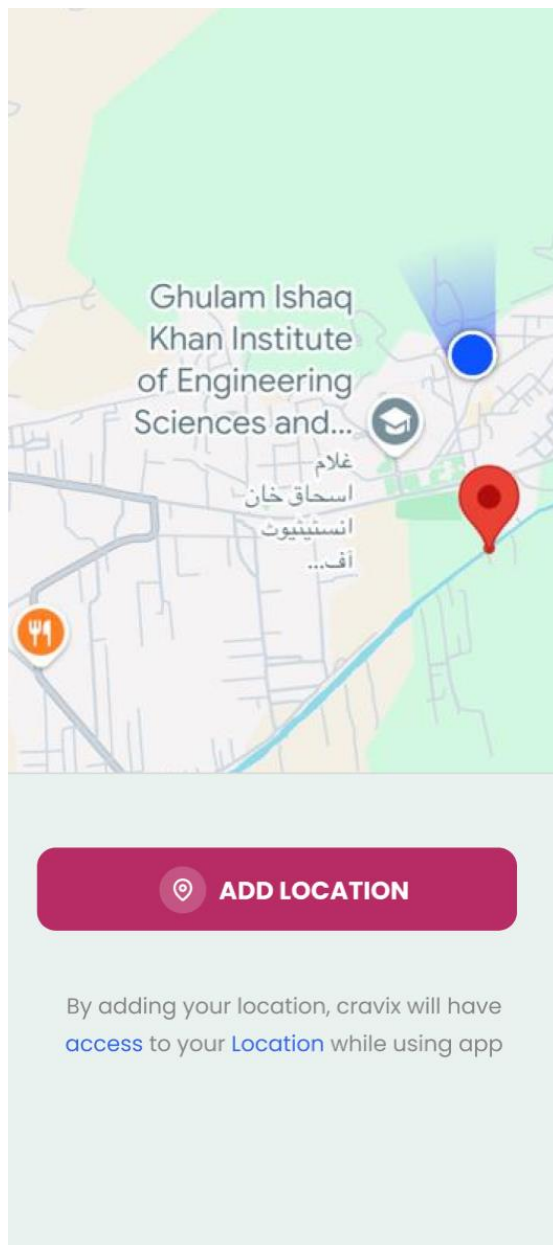 Ghulam Ishaq
Khan Institute
of Engineering
Sciences and...
غلام
اسحاق خان
انسٹیٹیوٹ
آف...
ADD LOCATION
By adding your location, cravix will have
access to your Location while using app